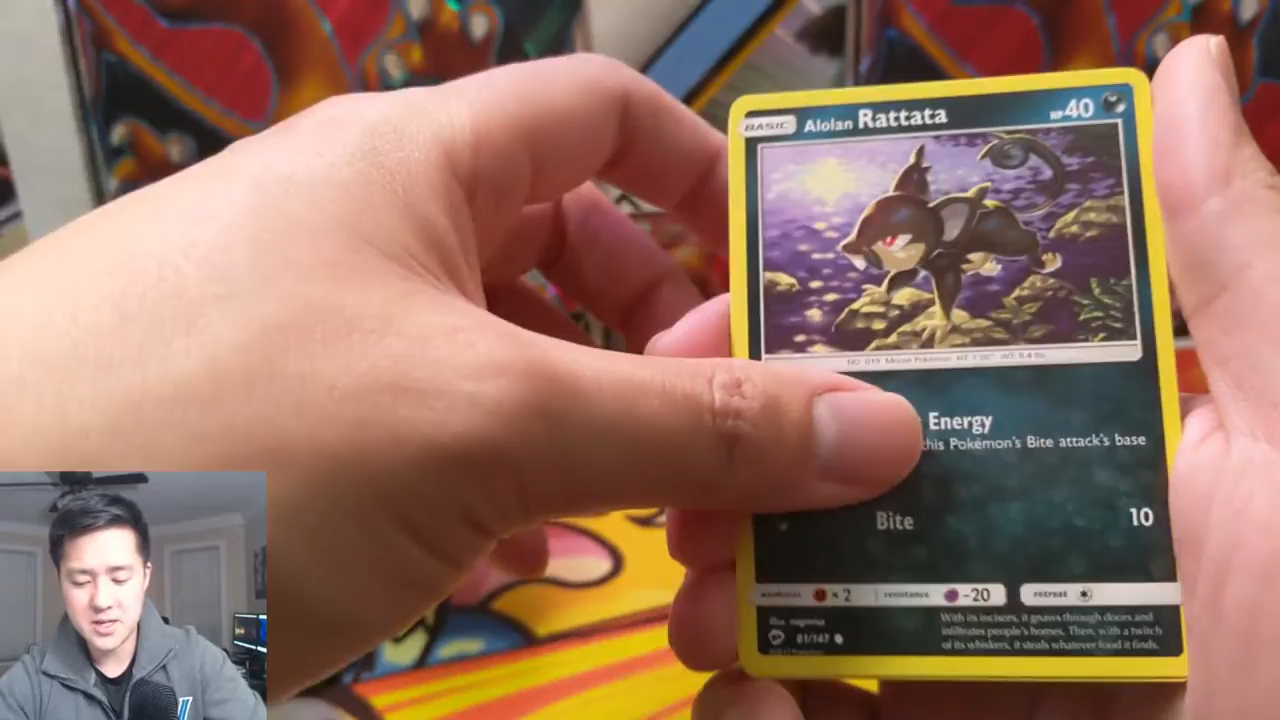 BASIC Alolan Rattata HP40
NO. 019 Mouse Pokémon HT: 1'00" WT: 8.4 lbs.
Energy
this Pokémon's Bite attack's base
Bite 10
weakness ×2 resistance -20 retreat
With its incisors, it gnaws through doors and
infiltrates people's homes. Then, with a twitch
of its whiskers, it steals whatever food it finds.
Illus.
81/147